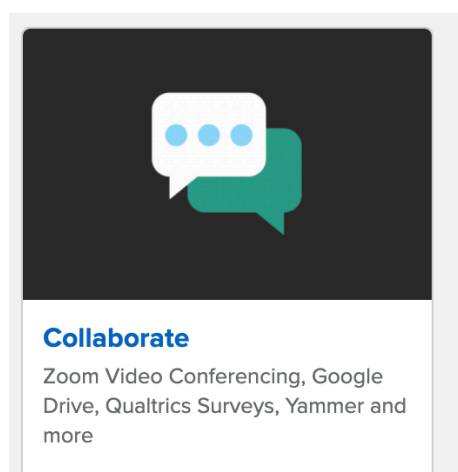 Collaborate
Zoom Video Conferencing, Google
Drive, Qualtrics Surveys, Yammer and
more